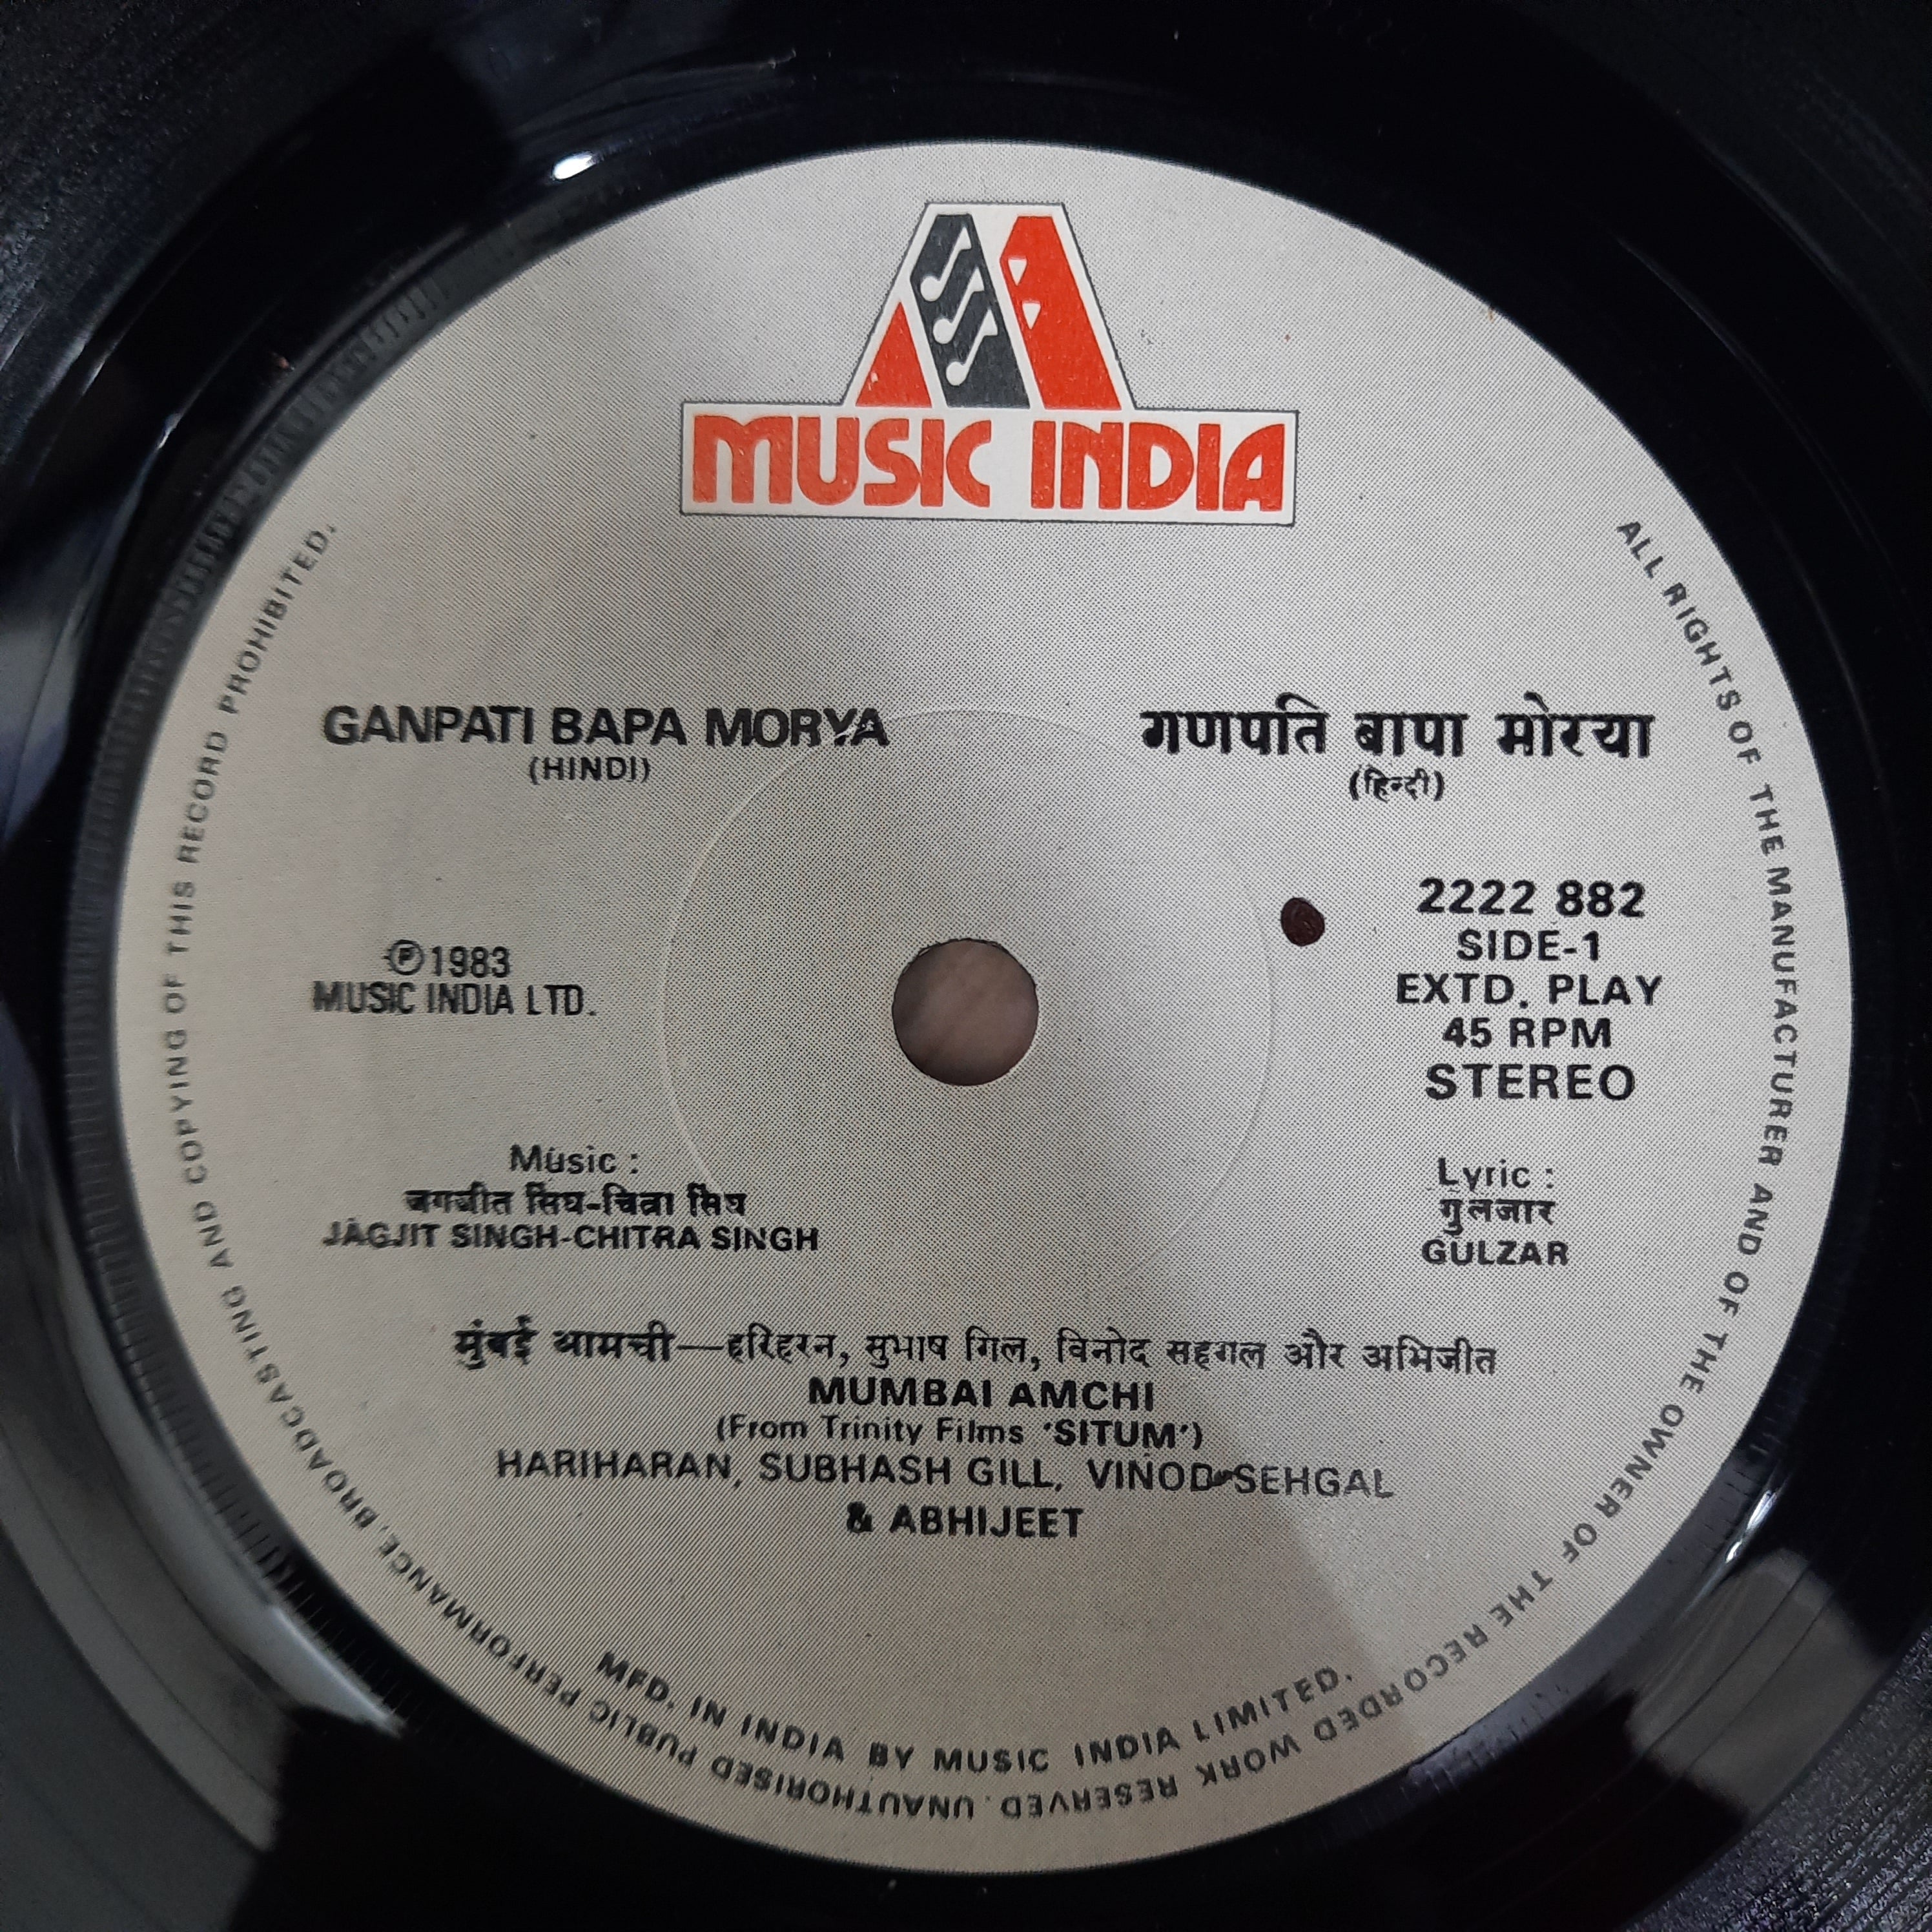 MUSIC INDIA
GANPATI BAPA MORYA
(HINDI)
गणपति बापा मोरया
(हिन्दी)
℗ 1983
MUSIC INDIA LTD.
2222 882
SIDE-1
EXTD. PLAY
45 RPM
STEREO
Music :
जगजीत सिंघ-चित्रा सिंघ
JAGJIT SINGH-CHITRA SINGH
Lyric :
गुलजार
GULZAR
मुंबई आमची—हरिहरन, सुभाष गिल, विनोद सहगल और अभिजीत
MUMBAI AMCHI
(From Trinity Films 'SITUM')
HARIHARAN, SUBHASH GILL, VINOD SEHGAL
& ABHIJEET
MFD. IN INDIA BY MUSIC INDIA LIMITED.
ALL RIGHTS OF THE MANUFACTURER AND OF THE OWNER OF THE RECORDED WORK RESERVED. UNAUTHORISED PUBLIC PERFORMANCE, BROADCASTING AND COPYING OF THIS RECORD PROHIBITED.